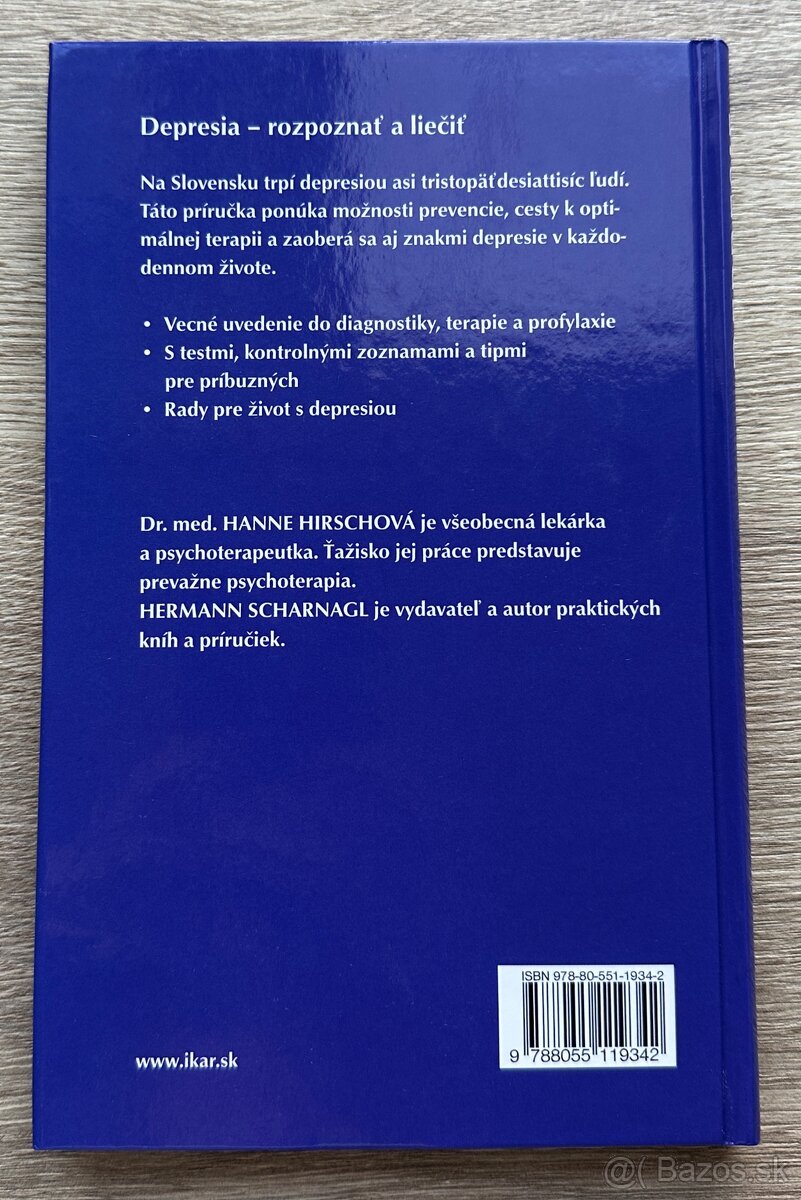 Depresia – rozpoznať a liečiť
Na Slovensku trpí depresiou asi tristopäťdesiattisíc ľudí.
Táto príručka ponúka možnosti prevencie, cesty k opti-
málnej terapii a zaoberá sa aj znakmi depresie v každo-
dennom živote.
• Vecné uvedenie do diagnostiky, terapie a profylaxie
• S testmi, kontrolnými zoznamami a tipmi
pre príbuzných
• Rady pre život s depresiou
Dr. med. HANNE HIRSCHOVÁ je všeobecná lekárka
a psychoterapeutka. Ťažisko jej práce predstavuje
prevažne psychoterapia.
HERMANN SCHARNAGL je vydavateľ a autor praktických
kníh a príručiek.
ISBN 978-80-551-1934-2
9 788055 119342
www.ikar.sk
@( Bazos.sk